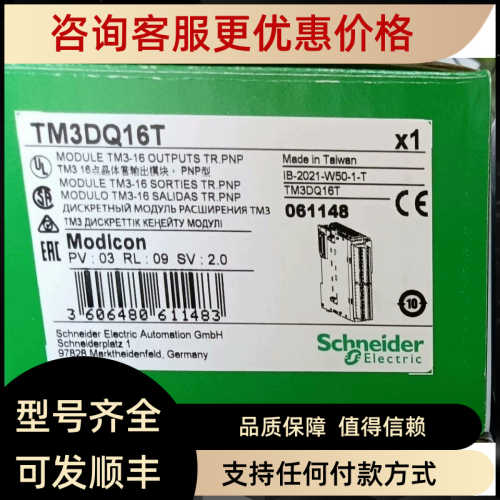 咨询客服更优惠价格
TM3DQ16T
x1
MODULE TM3-16 OUTPUTS TR.PNP
TM3 16点晶体管输出模块, PNP型
MODULE TM3-16 SORTIES TR.PNP
MODULO TM3-16 SALIDAS TR.PNP
ДИСКРЕТНЫЙ МОДУЛЬ РАСШИРЕНИЯ TM3
ТМ3 ДИСКРЕТТІК КЕҢЕЙТУ МОДУЛІ
Made in Taiwan
IB-2021-W50-1-T
TM3DQ16T
061148
CE
UL
EAC
Modicon
PV : 03 RL : 09 SV : 2.0
3 606480 611483
10
Schneider Electric Automation GmbH
Schneiderplatz 1
97828 Marktheidenfeld, Germany
Schneider
Electric
型号齐全
可发顺丰
品质保障 值得信赖
支持任何付款方式